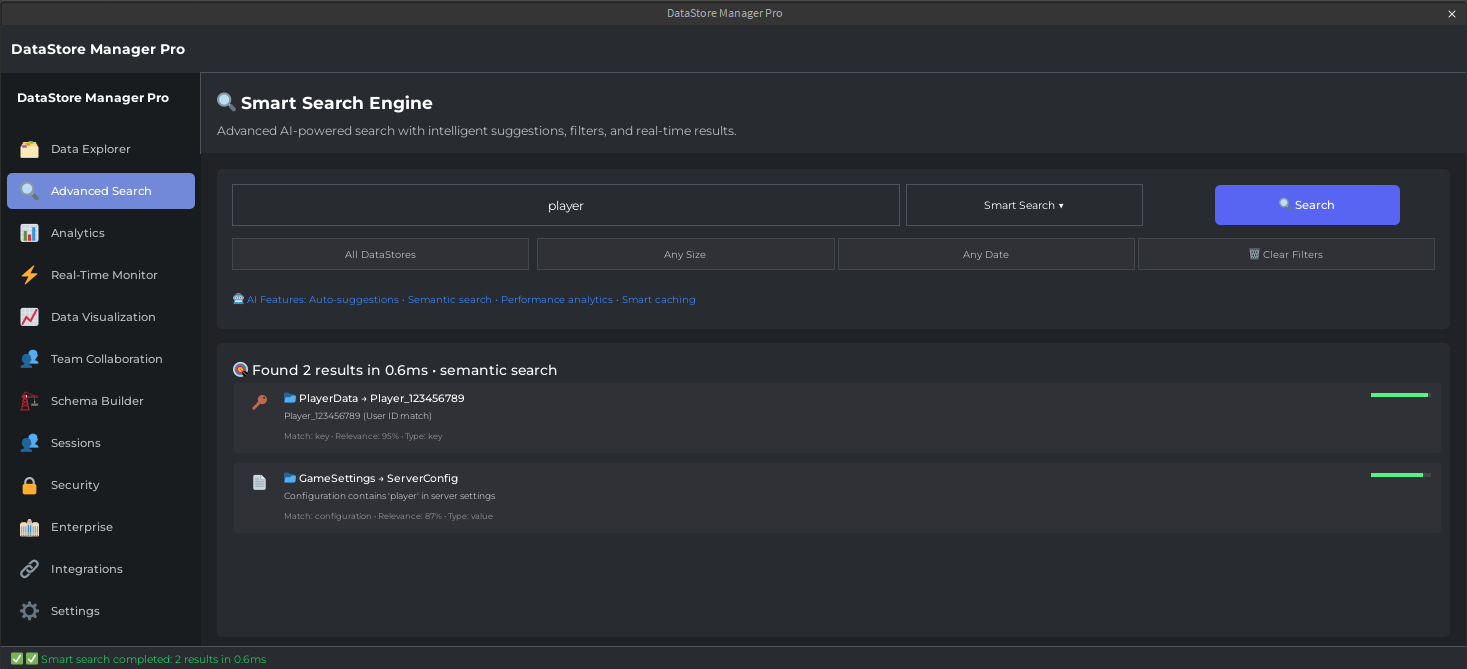 DataStore Manager Pro
×
DataStore Manager Pro
DataStore Manager Pro
Data Explorer
Advanced Search
Analytics
Real-Time Monitor
Data Visualization
Team Collaboration
Schema Builder
Sessions
Security
Enterprise
Integrations
Settings
🔍 Smart Search Engine
Advanced AI-powered search with intelligent suggestions, filters, and real-time results.
player
Smart Search ▾
🔍 Search
All DataStores
Any Size
Any Date
🗑 Clear Filters
🤖 AI Features: Auto-suggestions • Semantic search • Performance analytics • Smart caching
🎯 Found 2 results in 0.6ms • semantic search
📂 PlayerData → Player_123456789
Player_123456789 (User ID match)
Match: key • Relevance: 95% • Type: key
📂 GameSettings → ServerConfig
Configuration contains 'player' in server settings
Match: configuration • Relevance: 87% • Type: value
✅ ✅ Smart search completed: 2 results in 0.6ms